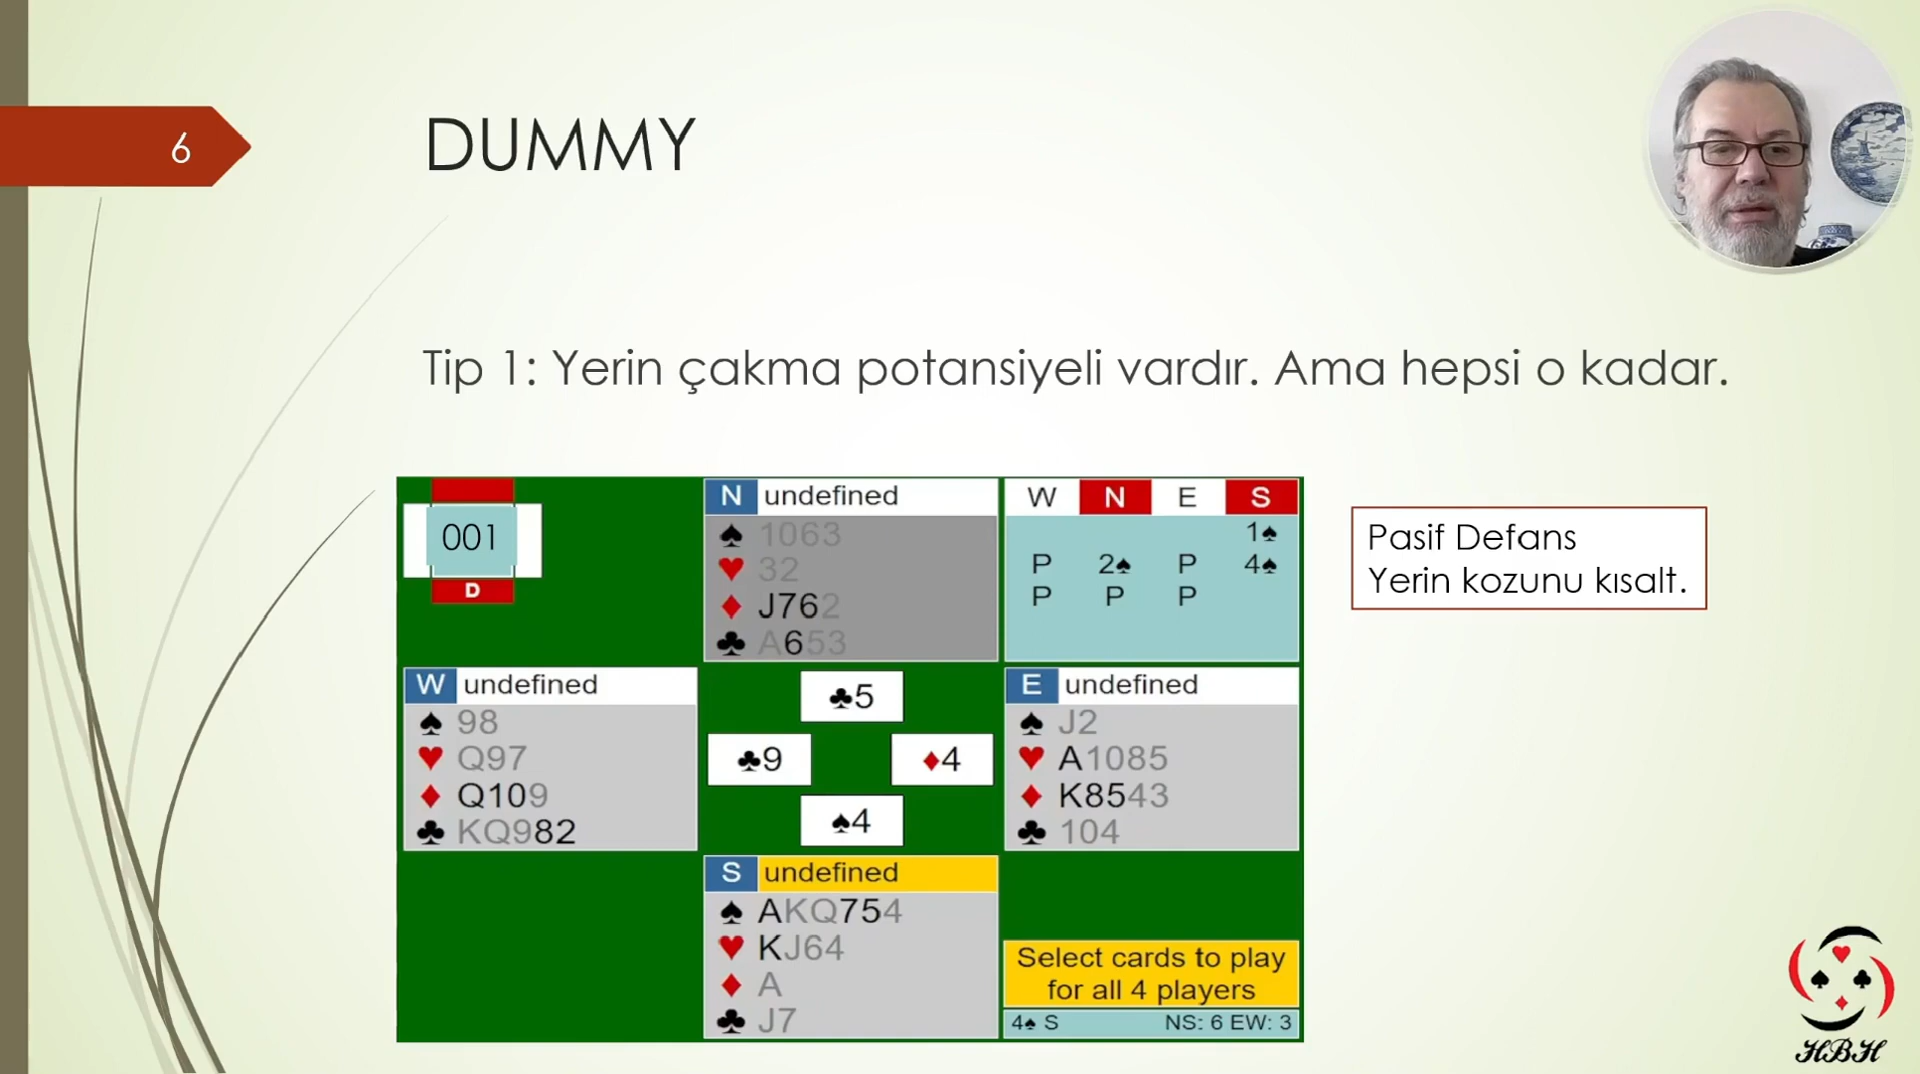 6
DUMMY
Tip 1: Yerin çakma potansiyeli vardır. Ama hepsi o kadar.
001
D
N undefined
♠ 1063
♥ 32
♦ J762
♣ A653
W N E S
1♠
P 2♠ P 4♠
P P P
Pasif Defans
Yerin kozunu kısalt.
W undefined
♠ 98
♥ Q97
♦ Q109
♣ KQ982
♣5
♣9
♦4
♠4
E undefined
♠ J2
♥ A1085
♦ K8543
♣ 104
S undefined
♠ AKQ754
♥ KJ64
♦ A
♣ J7
Select cards to play
for all 4 players
4♠ S NS: 6 EW: 3
HBH